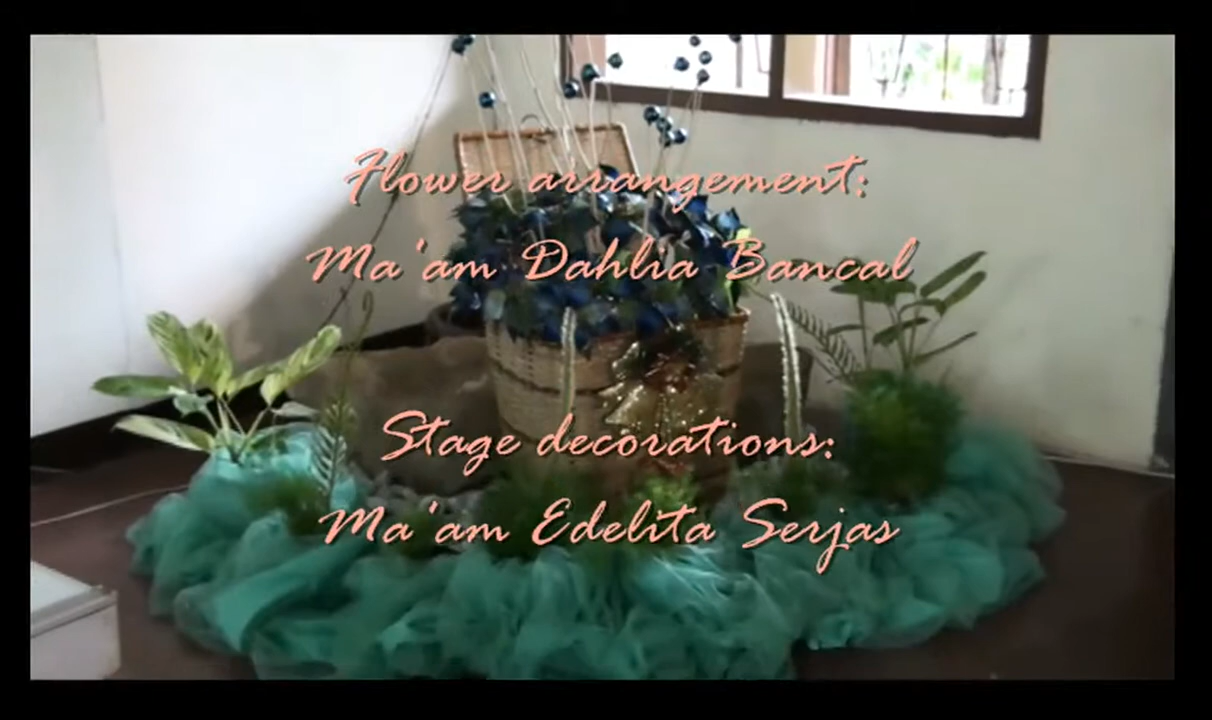 Flower arrangement:
Ma'am Dahlia Bancal
Stage decorations:
Ma'am Edelita Serjas